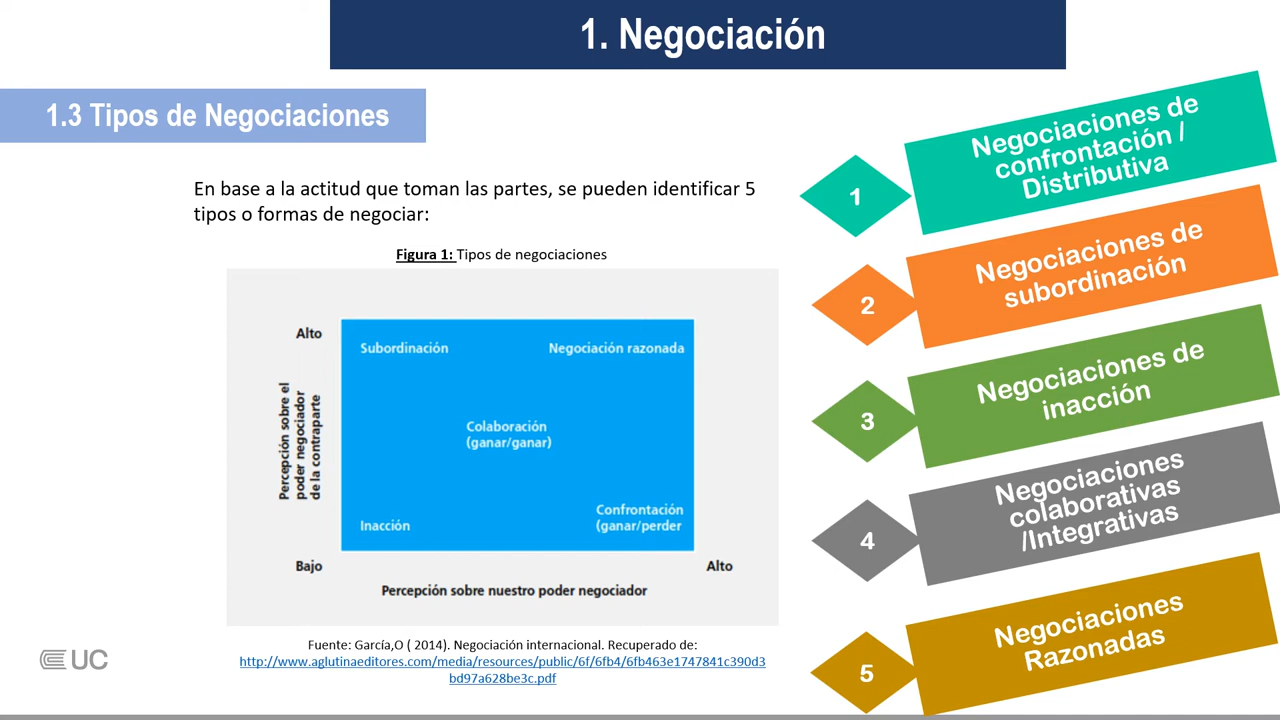 1. Negociación
1.3 Tipos de Negociaciones
En base a la actitud que toman las partes, se pueden identificar 5
tipos o formas de negociar:
Figura 1: Tipos de negociaciones
Alto
Subordinación
Negociación razonada
Percepción sobre el
poder negociador
de la contraparte
Colaboración
(ganar/ganar)
Inacción
Confrontación
(ganar/perder
Bajo
Alto
Percepción sobre nuestro poder negociador
Fuente: García,O ( 2014). Negociación internacional. Recuperado de:
http://www.aglutinaeditores.com/media/resources/public/6f/6fb4/6fb463e1747841c390d3
bd97a628be3c.pdf
UC
1
Negociaciones de
confrontación /
Distributiva
2
Negociaciones de
subordinación
3
Negociaciones de
inacción
4
Negociaciones
colaborativas
/Integrativas
5
Negociaciones
Razonadas